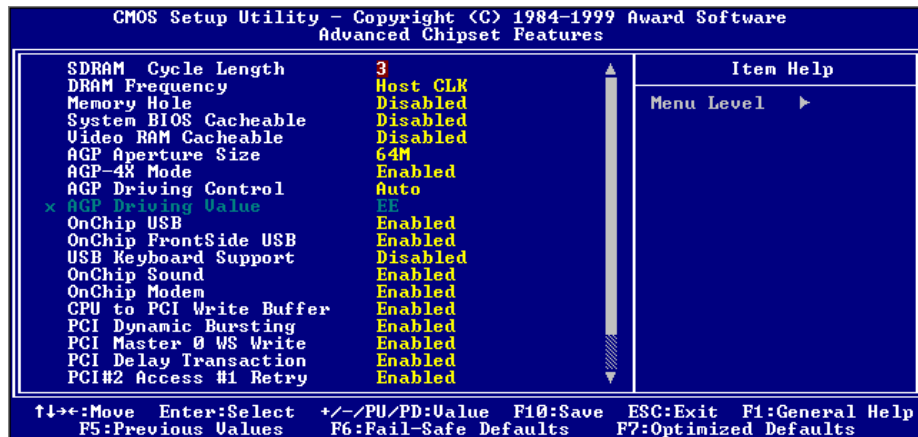 CMOS Setup Utility - Copyright (C) 1984-1999 Award Software
Advanced Chipset Features
SDRAM Cycle Length 3
DRAM Frequency Host CLK
Memory Hole Disabled
System BIOS Cacheable Disabled
Video RAM Cacheable Disabled
AGP Aperture Size 64M
AGP-4X Mode Enabled
AGP Driving Control Auto
x AGP Driving Value EE
OnChip USB Enabled
OnChip FrontSide USB Enabled
USB Keyboard Support Disabled
OnChip Sound Enabled
OnChip Modem Enabled
CPU to PCI Write Buffer Enabled
PCI Dynamic Bursting Enabled
PCI Master 0 WS Write Enabled
PCI Delay Transaction Enabled
PCI#2 Access #1 Retry Enabled
Item Help
Menu Level ►
↑↓→←:Move Enter:Select +/-/PU/PD:Value F10:Save ESC:Exit F1:General Help
F5:Previous Values F6:Fail-Safe Defaults F7:Optimized Defaults